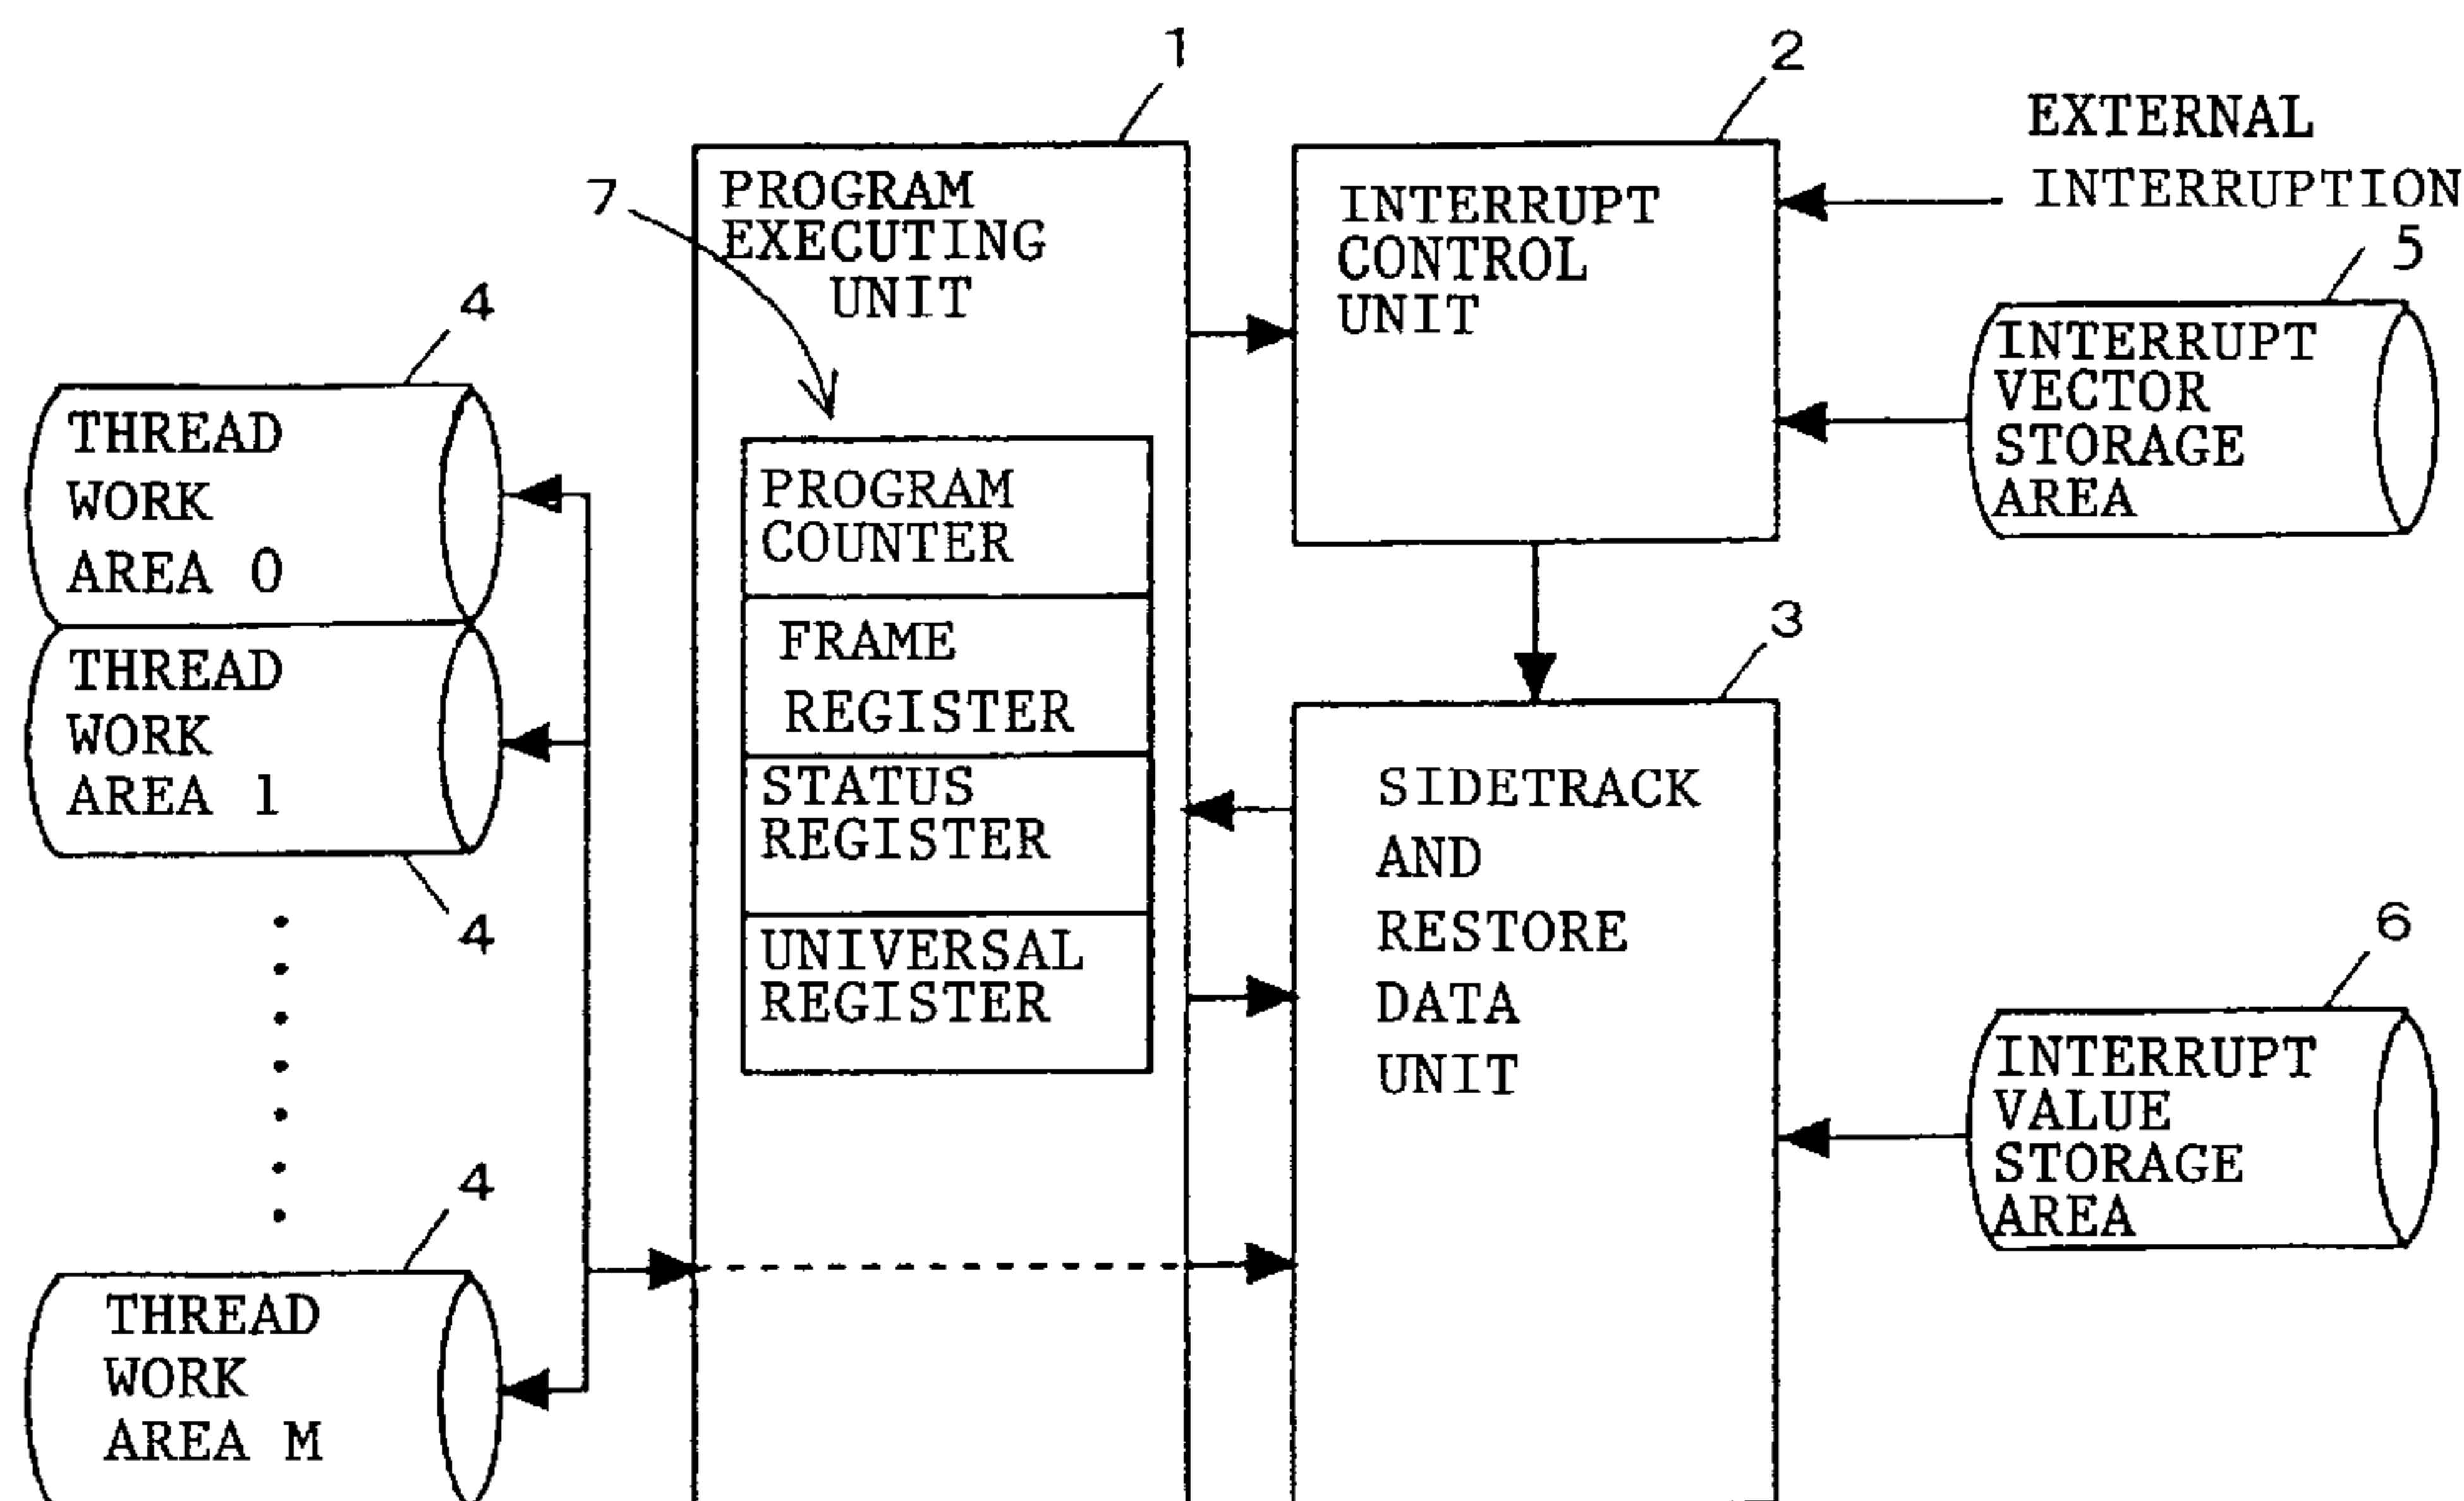 1
2
EXTERNAL
INTERRUPTION
7
PROGRAM
EXECUTING
UNIT
INTERRUPT
CONTROL
UNIT
5
INTERRUPT
VECTOR
STORAGE
AREA
4
THREAD
WORK
AREA 0
THREAD
WORK
AREA 1
4
4
THREAD
WORK
AREA M
PROGRAM
COUNTER
FRAME
REGISTER
STATUS
REGISTER
UNIVERSAL
REGISTER
3
SIDETRACK
AND
RESTORE
DATA
UNIT
6
INTERRUPT
VALUE
STORAGE
AREA